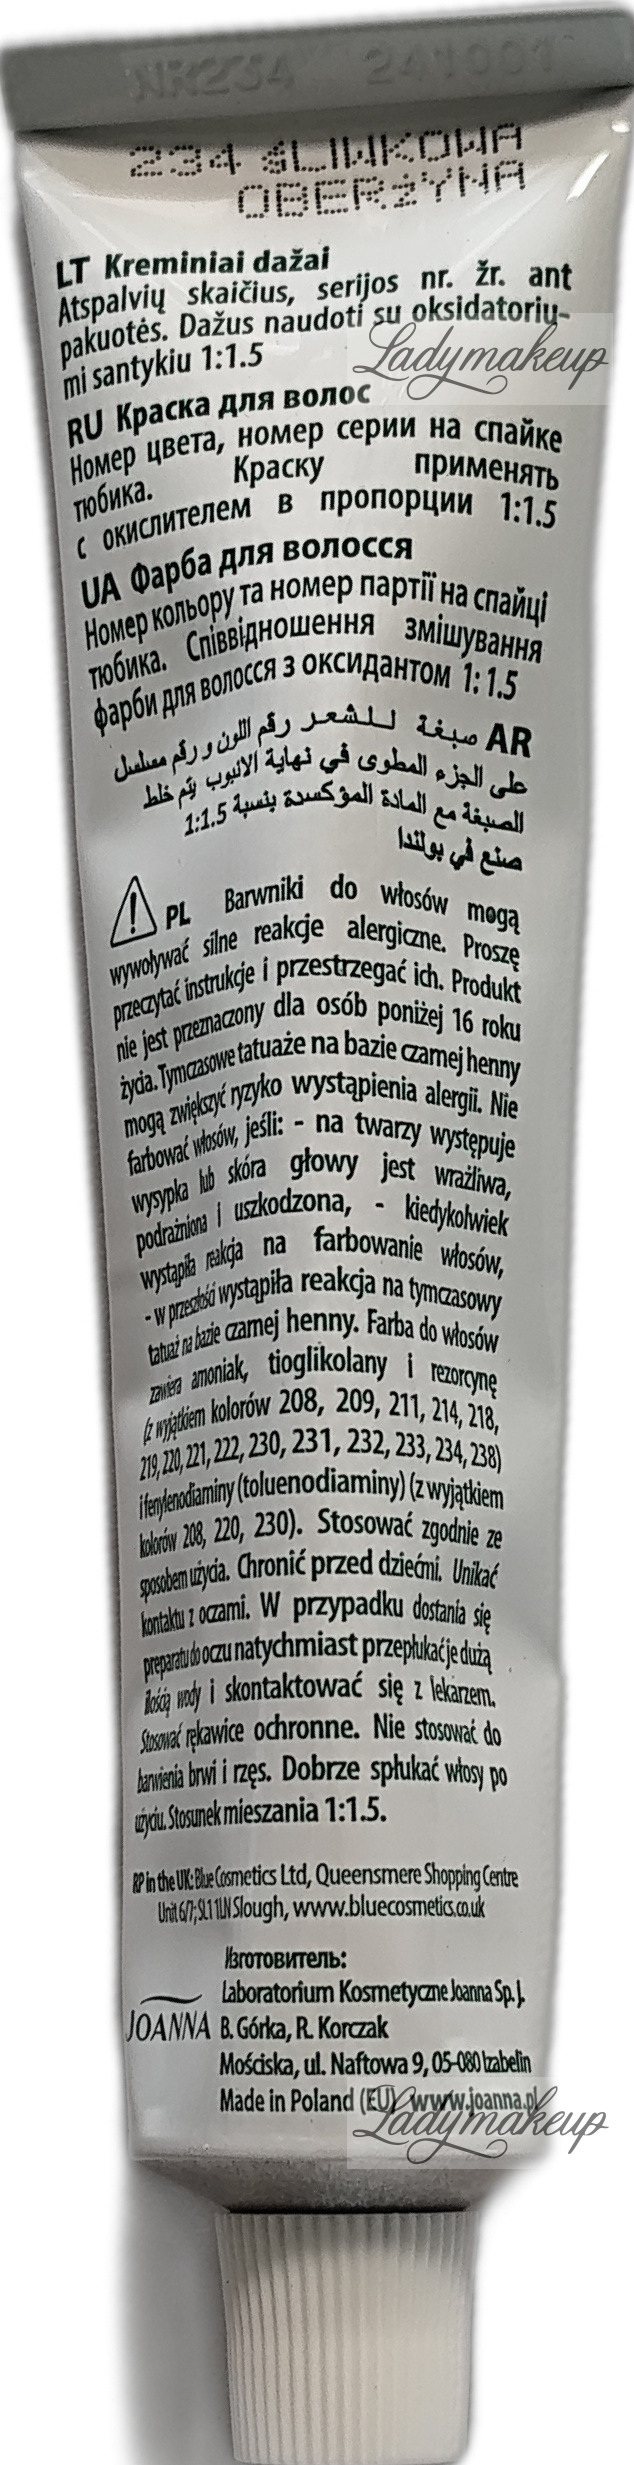 NR234 241001
234 ŚLIWKOWA
OBERŻYNA
LT Kreminiai dažai
Atspalvių skaičius, serijos nr. žr. ant
pakuotės. Dažus naudoti su oksidatoriu-
mi santykiu 1:1.5
RU Краска для волос
Номер цвета, номер серии на спайке
тюбика. Краску применять
с окислителем в пропорции 1:1.5
UA Фарба для волосся
Номер кольору та номер партії на спайці
тюбика. Співвідношення змішування
фарби для волосся з оксидантом 1: 1.5
AR صبغة للشعر رقم اللون و رقم مسلسل
على الجزء المطوى في نهاية الانبوب يتم خلط
الصبغة مع المادة المؤكسدة بنسبة 1:1.5
صنع في بولندا
PL Barwniki do włosów mogą
wywoływać silne reakcje alergiczne. Proszę
przeczytać instrukcje i przestrzegać ich. Produkt
nie jest przeznaczony dla osób poniżej 16 roku
życia. Tymczasowe tatuaże na bazie czarnej henny
mogą zwiększyć ryzyko wystąpienia alergii. Nie
farbować włosów, jeśli: - na twarzy występuje
wysypka lub skóra głowy jest wrażliwa,
podrażniona i uszkodzona, - kiedykolwiek
wystąpiła reakcja na farbowanie włosów,
- w przeszłości wystąpiła reakcja na tymczasowy
tatuaż na bazie czarnej henny. Farba do włosów
zawiera amoniak, tioglikolany i rezorcynę
(z wyjątkiem kolorów 208, 209, 211, 214, 218,
219, 220, 221, 222, 230, 231, 232, 233, 234, 238)
i fenylenodiaminy (toluenodiaminy) (z wyjątkiem
kolorów 208, 220, 230). Stosować zgodnie ze
sposobem użycia. Chronić przed dziećmi. Unikać
kontaktu z oczami. W przypadku dostania się
preparatu do oczu natychmiast przepłukać je dużą
ilością wody i skontaktować się z lekarzem.
Stosować rękawice ochronne. Nie stosować do
barwienia brwi i rzęs. Dobrze spłukać włosy po
użyciu. Stosunek mieszania 1:1.5.
RP in the UK: Blue Cosmetics Ltd, Queensmere Shopping Centre
Unit 6/7; SL1 1LN Slough, www.bluecosmetics.co.uk
Изготовитель:
Laboratorium Kosmetyczne Joanna Sp. J.
JOANNA B. Górka, R. Korczak
Mościska, ul. Naftowa 9, 05-080 Izabelin
Made in Poland (EU) www.joanna.pl
Ladymakeup
Ladymakeup